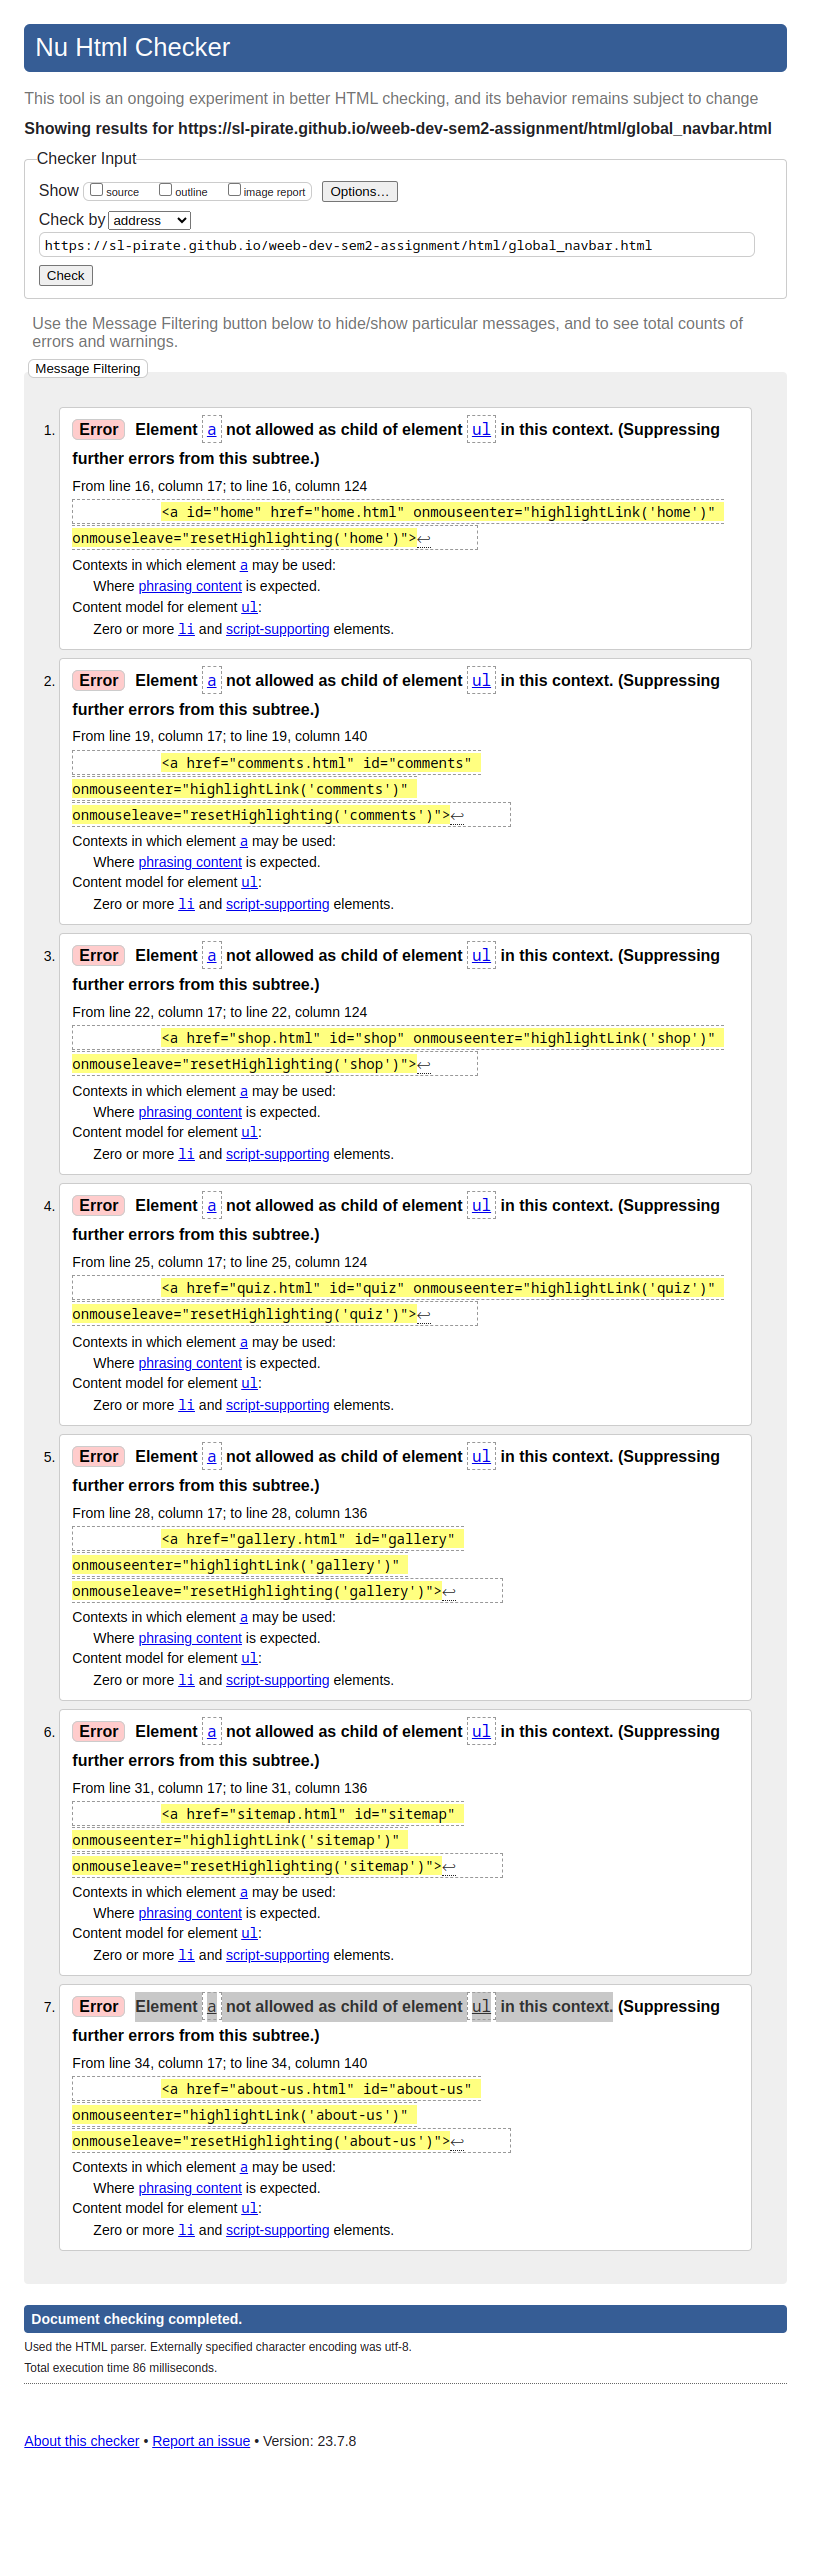 Nu Html Checker
This tool is an ongoing experiment in better HTML checking, and its behavior remains subject to change
Showing results for https://sl-pirate.github.io/weeb-dev-sem2-assignment/html/global_navbar.html
Checker Input
Show source outline image report Options…
Check by address
https://sl-pirate.github.io/weeb-dev-sem2-assignment/html/global_navbar.html
Check
Use the Message Filtering button below to hide/show particular messages, and to see total counts of
errors and warnings.
Message Filtering
1. Error Element a not allowed as child of element ul in this context. (Suppressing
further errors from this subtree.)
From line 16, column 17; to line 16, column 124
<a id="home" href="home.html" onmouseenter="highlightLink('home')"
onmouseleave="resetHighlighting('home')">↩
Contexts in which element a may be used:
Where phrasing content is expected.
Content model for element ul:
Zero or more li and script-supporting elements.
2. Error Element a not allowed as child of element ul in this context. (Suppressing
further errors from this subtree.)
From line 19, column 17; to line 19, column 140
<a href="comments.html" id="comments"
onmouseenter="highlightLink('comments')"
onmouseleave="resetHighlighting('comments')">↩
Contexts in which element a may be used:
Where phrasing content is expected.
Content model for element ul:
Zero or more li and script-supporting elements.
3. Error Element a not allowed as child of element ul in this context. (Suppressing
further errors from this subtree.)
From line 22, column 17; to line 22, column 124
<a href="shop.html" id="shop" onmouseenter="highlightLink('shop')"
onmouseleave="resetHighlighting('shop')">↩
Contexts in which element a may be used:
Where phrasing content is expected.
Content model for element ul:
Zero or more li and script-supporting elements.
4. Error Element a not allowed as child of element ul in this context. (Suppressing
further errors from this subtree.)
From line 25, column 17; to line 25, column 124
<a href="quiz.html" id="quiz" onmouseenter="highlightLink('quiz')"
onmouseleave="resetHighlighting('quiz')">↩
Contexts in which element a may be used:
Where phrasing content is expected.
Content model for element ul:
Zero or more li and script-supporting elements.
5. Error Element a not allowed as child of element ul in this context. (Suppressing
further errors from this subtree.)
From line 28, column 17; to line 28, column 136
<a href="gallery.html" id="gallery"
onmouseenter="highlightLink('gallery')"
onmouseleave="resetHighlighting('gallery')">↩
Contexts in which element a may be used:
Where phrasing content is expected.
Content model for element ul:
Zero or more li and script-supporting elements.
6. Error Element a not allowed as child of element ul in this context. (Suppressing
further errors from this subtree.)
From line 31, column 17; to line 31, column 136
<a href="sitemap.html" id="sitemap"
onmouseenter="highlightLink('sitemap')"
onmouseleave="resetHighlighting('sitemap')">↩
Contexts in which element a may be used:
Where phrasing content is expected.
Content model for element ul:
Zero or more li and script-supporting elements.
7. Error Element a not allowed as child of element ul in this context. (Suppressing
further errors from this subtree.)
From line 34, column 17; to line 34, column 140
<a href="about-us.html" id="about-us"
onmouseenter="highlightLink('about-us')"
onmouseleave="resetHighlighting('about-us')">↩
Contexts in which element a may be used:
Where phrasing content is expected.
Content model for element ul:
Zero or more li and script-supporting elements.
Document checking completed.
Used the HTML parser. Externally specified character encoding was utf-8.
Total execution time 86 milliseconds.
About this checker • Report an issue • Version: 23.7.8